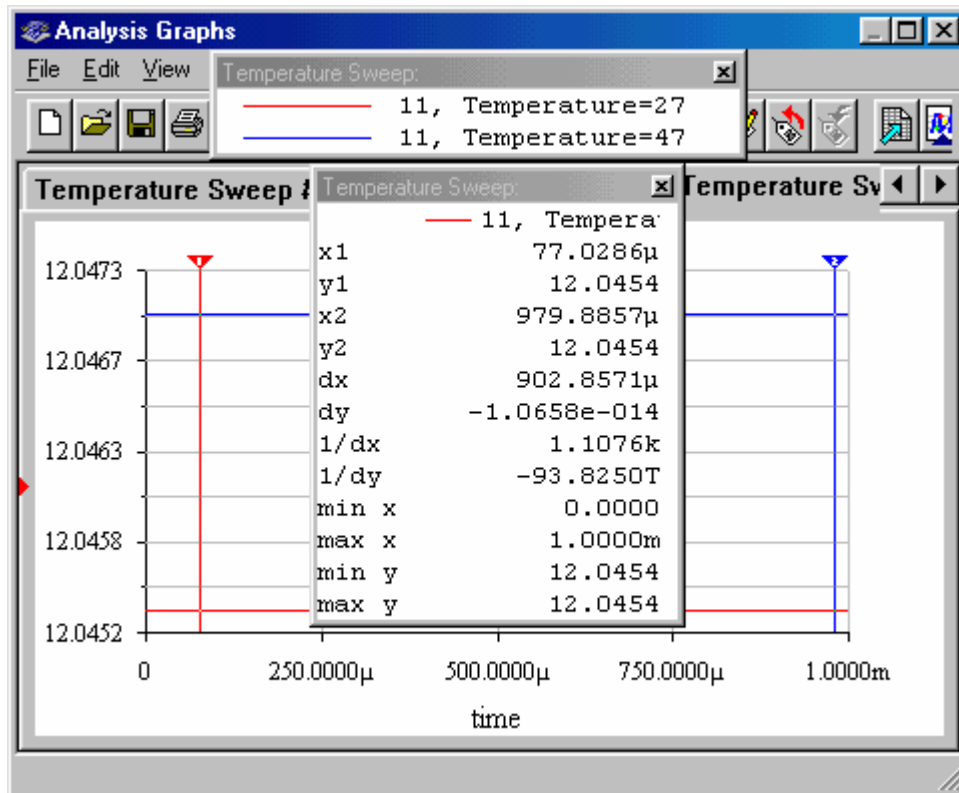 Analysis Graphs
File Edit View
Temperature Sweep:
11, Temperature=27
11, Temperature=47
Temperature Sweep
Temperature Sweep:
Temperature Sw
11, Tempera
x1 77.0286µ
y1 12.0454
x2 979.8857µ
y2 12.0454
dx 902.8571µ
dy -1.0658e-014
1/dx 1.1076k
1/dy -93.8250T
min x 0.0000
max x 1.0000m
min y 12.0454
max y 12.0454
1
2
12.0473
12.0467
12.0463
12.0458
12.0452
0 250.0000µ 500.0000µ 750.0000µ 1.0000m
time